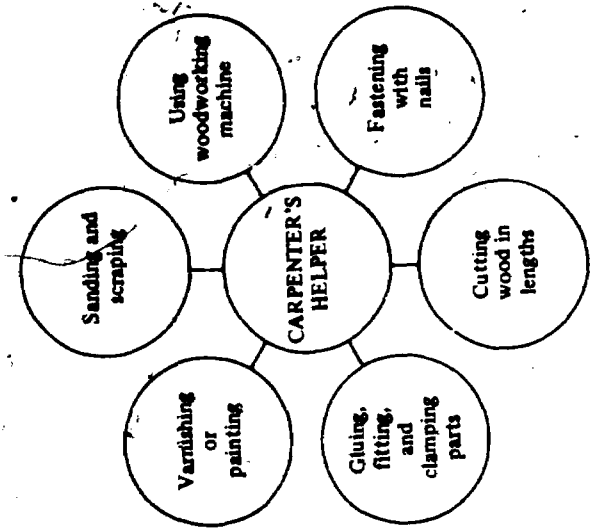 Using
woodworking
machine
Fastening
with
nails
Sanding and
scraping
CARPENTER'S
HELPER
Cutting
wood in
lengths
Varnishing
or
painting
Gluing,
fitting,
and
clamping
parts